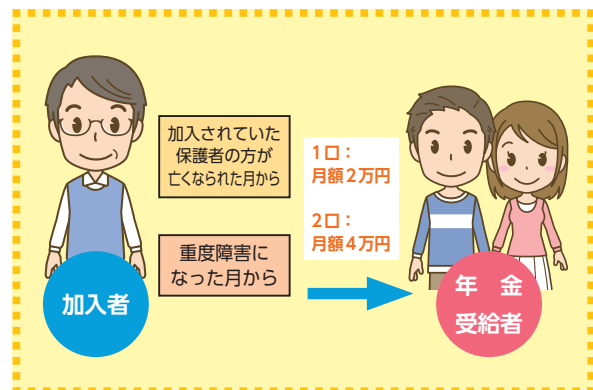 加入されていた
保護者の方が
亡くなられた月から
1口：
月額2万円
2口：
月額4万円
重度障害に
なった月から
加入者
年 金
受給者